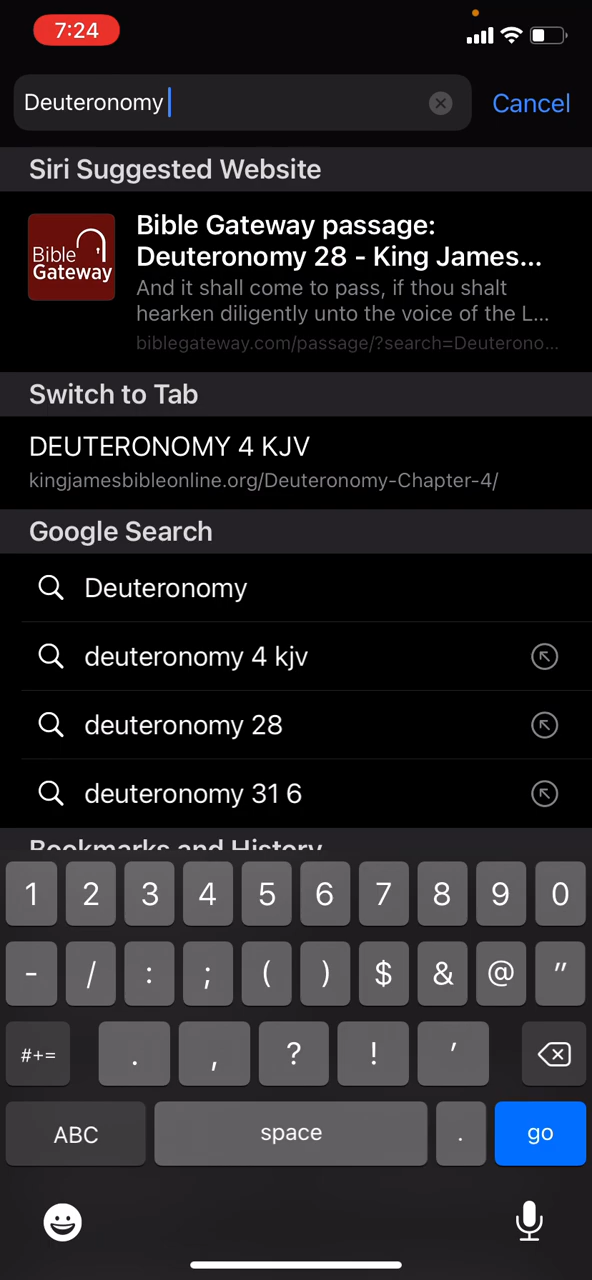 7:24
Deuteronomy
Cancel
Siri Suggested Website
Bible Gateway
Bible Gateway passage:
Deuteronomy 28 - King James...
And it shall come to pass, if thou shalt
hearken diligently unto the voice of the L...
biblegateway.com/passage/?search=Deuterono...
Switch to Tab
DEUTERONOMY 4 KJV
kingjamesbibleonline.org/Deuteronomy-Chapter-4/
Google Search
Deuteronomy
deuteronomy 4 kjv
deuteronomy 28
deuteronomy 31 6
Bookmarks and History
1 2 3 4 5 6 7 8 9 0
- / : ; ( ) $ & @ "
#+= . , ? ! '
ABC space . go